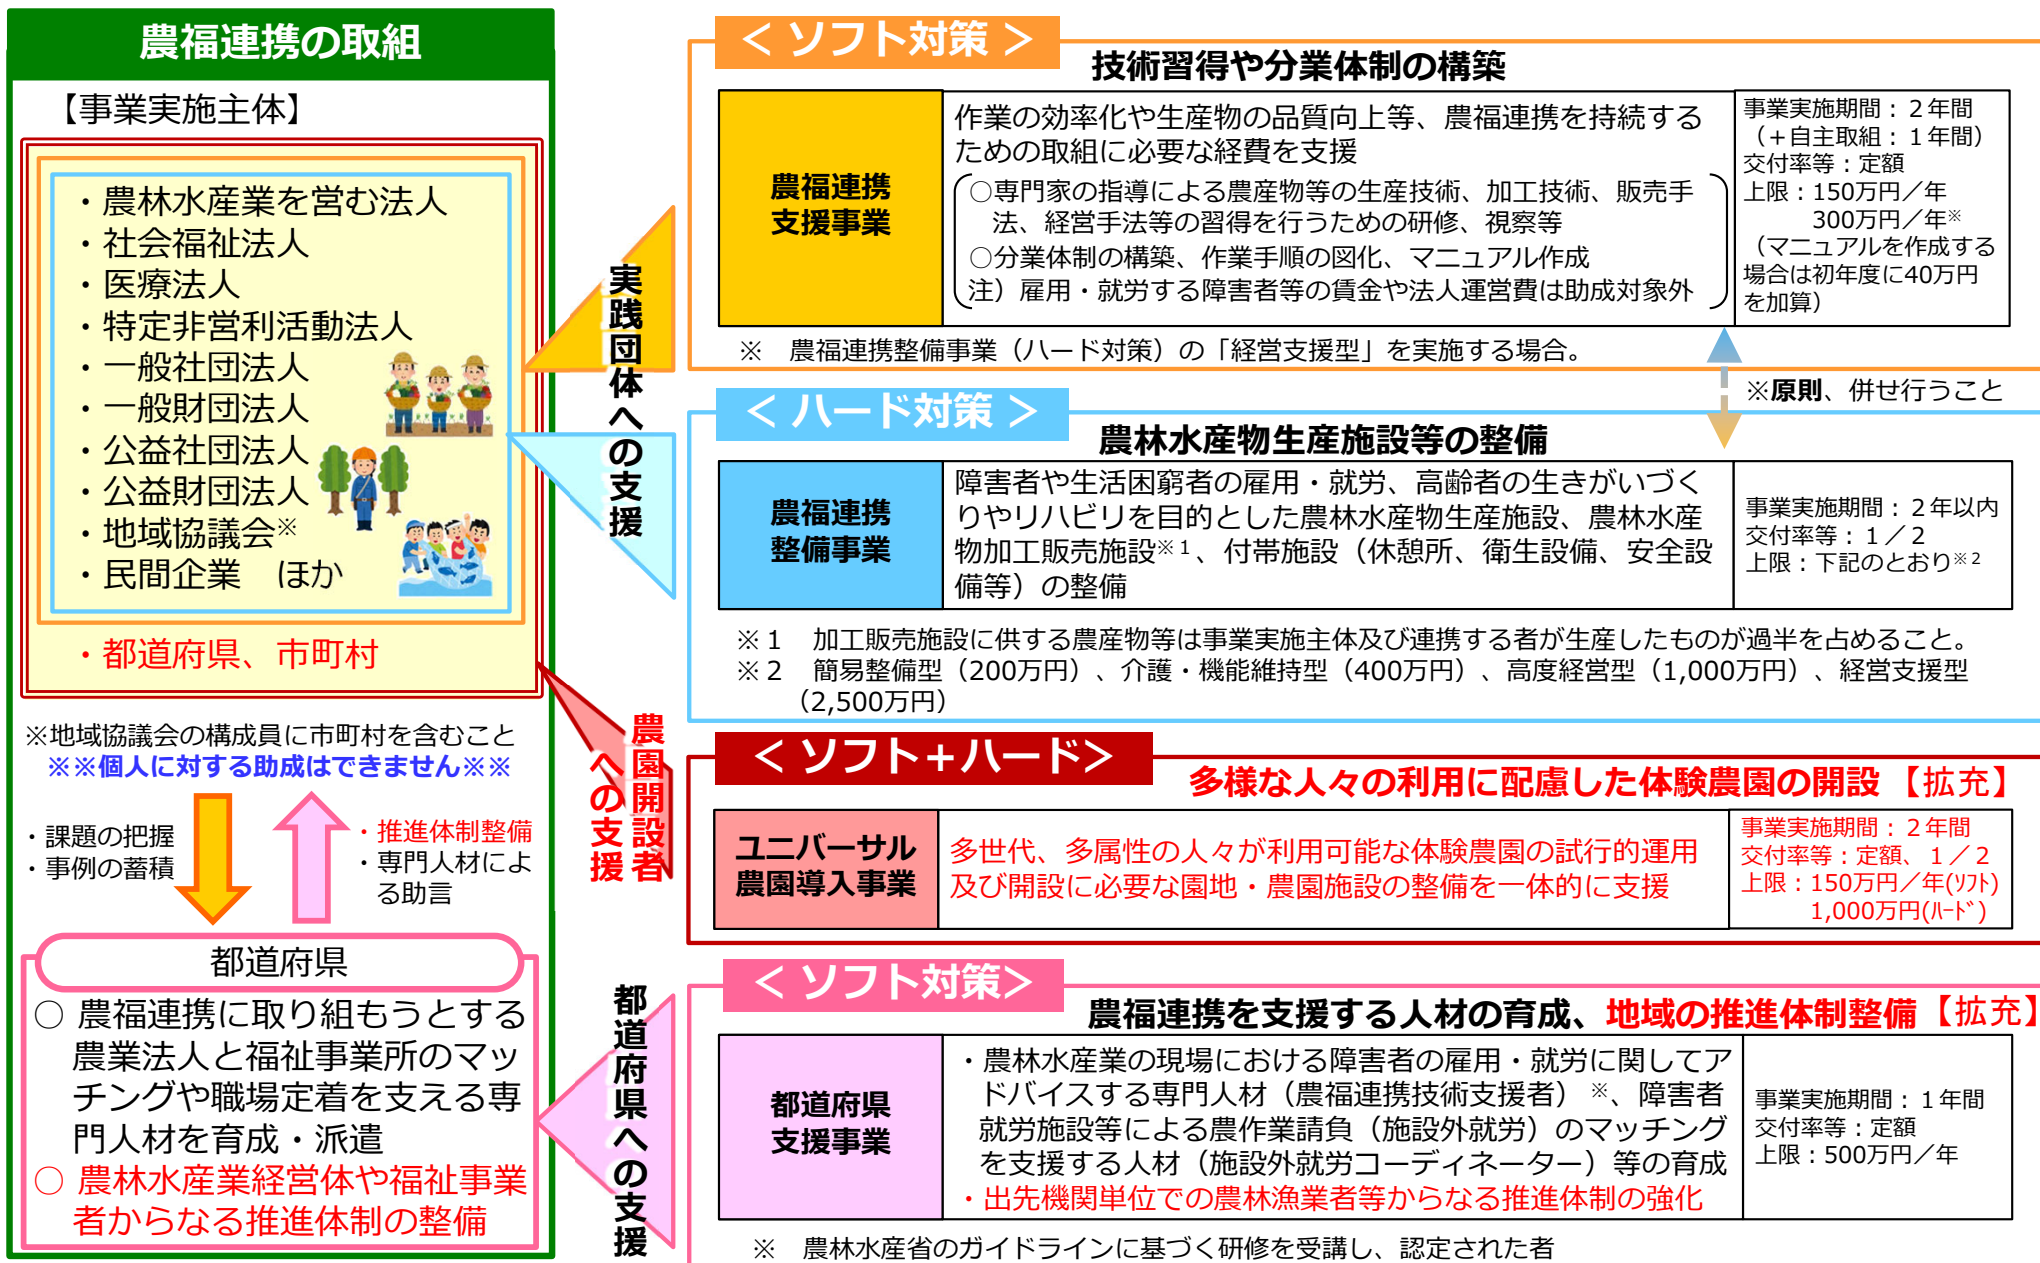 農福連携の取組
【事業実施主体】
・農林水産業を営む法人
・社会福祉法人
・医療法人
・特定非営利活動法人
・一般社団法人
・一般財団法人
・公益社団法人
・公益財団法人
・地域協議会※
・民間企業　ほか
・都道府県、市町村
※地域協議会の構成員に市町村を含むこと
※※個人に対する助成はできません※※
・課題の把握
・事例の蓄積
・推進体制整備
・専門人材によ
る助言
都道府県
○ 農福連携に取り組もうとする
農業法人と福祉事業所のマッ
チングや職場定着を支える専
門人材を育成・派遣
○ 農林水産業経営体や福祉事業
者からなる推進体制の整備
実践団体への支援
農園開設者
への支援
都道府県への支援
＜ ソフト対策 ＞
技術習得や分業体制の構築
農福連携
支援事業
作業の効率化や生産物の品質向上等、農福連携を持続する
ための取組に必要な経費を支援
○専門家の指導による農産物等の生産技術、加工技術、販売手
法、経営手法等の習得を行うための研修、視察等
○分業体制の構築、作業手順の図化、マニュアル作成
注）雇用・就労する障害者等の賃金や法人運営費は助成対象外
事業実施期間：２年間
（＋自主取組：１年間）
交付率等：定額
上限：150万円／年
300万円／年※
（マニュアルを作成する
場合は初年度に40万円
を加算）
※　農福連携整備事業（ハード対策）の「経営支援型」を実施する場合。
※原則、併せ行うこと
＜ ハード対策 ＞
農林水産物生産施設等の整備
農福連携
整備事業
障害者や生活困窮者の雇用・就労、高齢者の生きがいづく
りやリハビリを目的とした農林水産物生産施設、農林水産
物加工販売施設※１、付帯施設（休憩所、衛生設備、安全設
備等）の整備
事業実施期間：２年以内
交付率等：１／２
上限：下記のとおり※２
※１　加工販売施設に供する農産物等は事業実施主体及び連携する者が生産したものが過半を占めること。
※２　簡易整備型（200万円）、介護・機能維持型（400万円）、高度経営型（1,000万円）、経営支援型
（2,500万円）
＜ ソフト＋ハード＞
多様な人々の利用に配慮した体験農園の開設【拡充】
ユニバーサル
農園導入事業
多世代、多属性の人々が利用可能な体験農園の試行的運用
及び開設に必要な園地・農園施設の整備を一体的に支援
事業実施期間：２年間
交付率等：定額、１／２
上限：150万円／年(ｿﾌﾄ)
1,000万円(ﾊｰﾄﾞ)
＜ ソフト対策＞
農福連携を支援する人材の育成、地域の推進体制整備【拡充】
都道府県
支援事業
・農林水産業の現場における障害者の雇用・就労に関してア
ドバイスする専門人材（農福連携技術支援者）※、障害者
就労施設等による農作業請負（施設外就労）のマッチング
を支援する人材（施設外就労コーディネーター）等の育成
・出先機関単位での農林漁業者等からなる推進体制の強化
事業実施期間：１年間
交付率等：定額
上限：500万円／年
※　農林水産省のガイドラインに基づく研修を受講し、認定された者